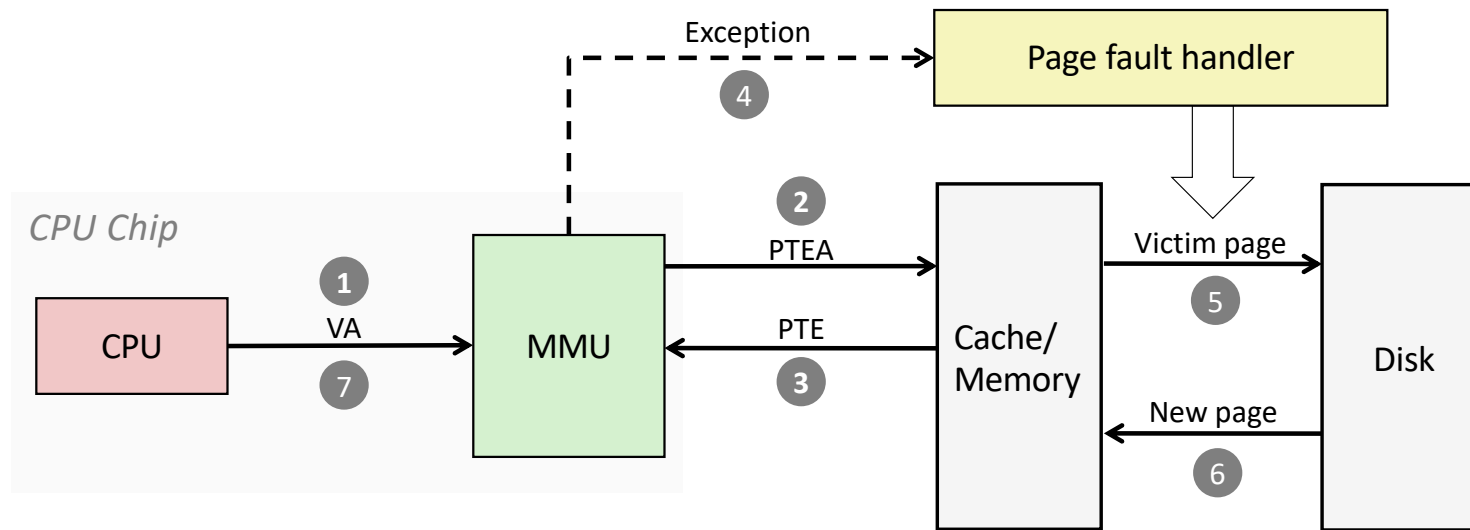 Exception
Page fault handler
4
CPU Chip
2
PTEA
Victim page
1
5
VA
CPU
MMU
PTE
Cache/
Memory
Disk
7
3
New page
6